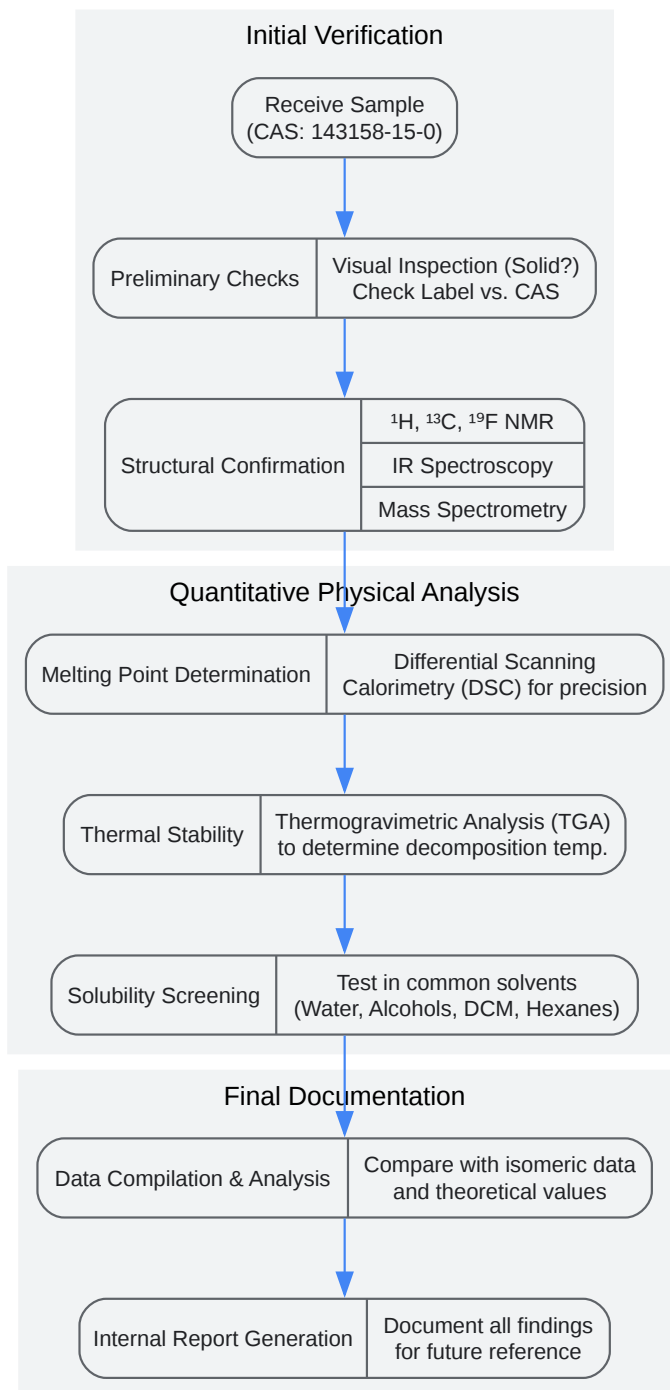 Initial Verification
Receive Sample
(CAS: 143158-15-0)
Preliminary Checks
Visual Inspection (Solid?)
Check Label vs. CAS
Structural Confirmation
¹H, ¹³C, ¹⁹F NMR
IR Spectroscopy
Mass Spectrometry
Quantitative Physical Analysis
Melting Point Determination
Differential Scanning
Calorimetry (DSC) for precision
Thermal Stability
Thermogravimetric Analysis (TGA)
to determine decomposition temp.
Solubility Screening
Test in common solvents
(Water, Alcohols, DCM, Hexanes)
Final Documentation
Data Compilation & Analysis
Compare with isomeric data
and theoretical values
Internal Report Generation
Document all findings
for future reference